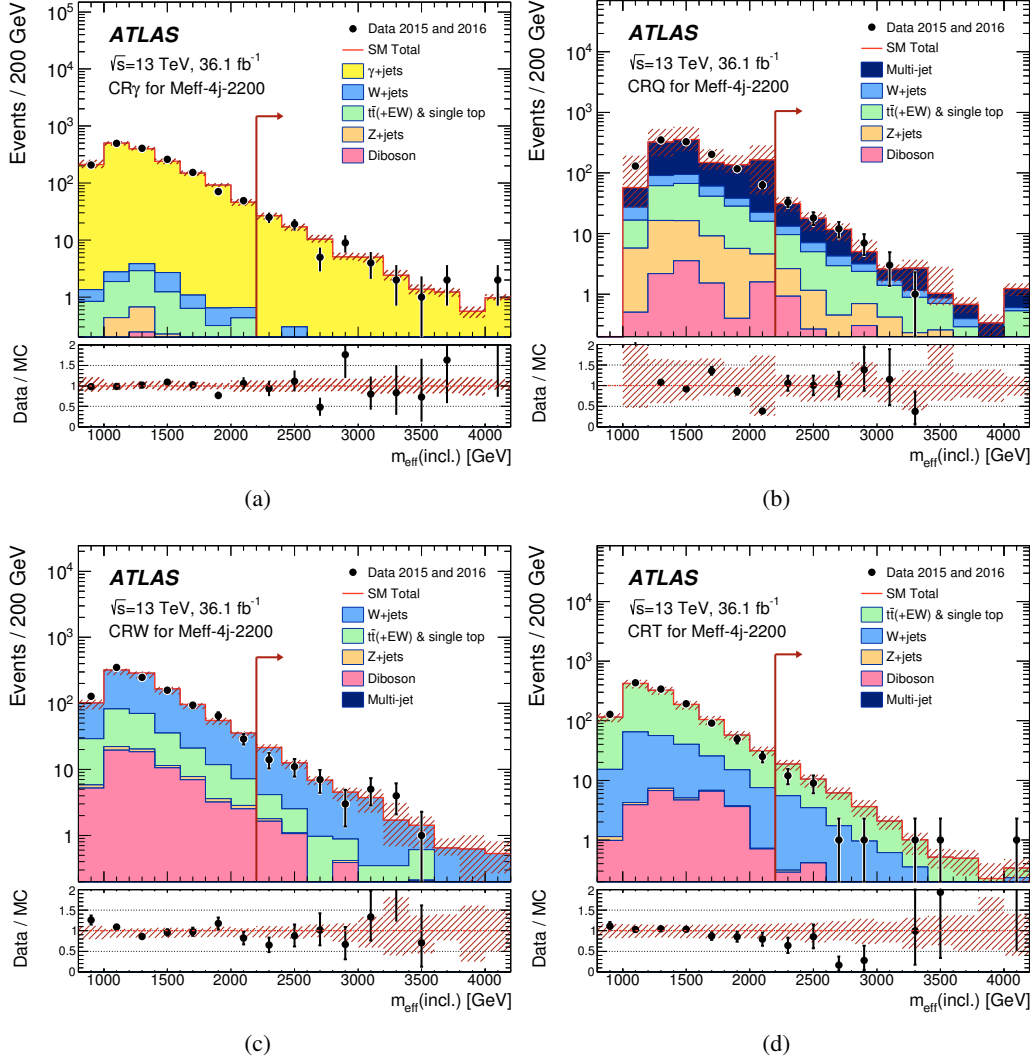 ATLAS
√s=13 TeV, 36.1 fb⁻¹
CRγ for Meff-4j-2200
Data 2015 and 2016
SM Total
γ+jets
W+jets
tt̄(+EW) & single top
Z+jets
Diboson
Events / 200 GeV
10⁵
10⁴
10³
10²
10
1
Data / MC
2
1.5
1
0.5
0
1000 1500 2000 2500 3000 3500 4000
m_eff(incl.) [GeV]
(a)
ATLAS
√s=13 TeV, 36.1 fb⁻¹
CRQ for Meff-4j-2200
Data 2015 and 2016
SM Total
Multi-jet
W+jets
tt̄(+EW) & single top
Z+jets
Diboson
Events / 200 GeV
10⁴
10³
10²
10
1
Data / MC
2
1.5
1
0.5
0
1000 1500 2000 2500 3000 3500 4000
m_eff(incl.) [GeV]
(b)
ATLAS
√s=13 TeV, 36.1 fb⁻¹
CRW for Meff-4j-2200
Data 2015 and 2016
SM Total
W+jets
tt̄(+EW) & single top
Z+jets
Diboson
Multi-jet
Events / 200 GeV
10⁴
10³
10²
10
1
Data / MC
2
1.5
1
0.5
0
1000 1500 2000 2500 3000 3500 4000
m_eff(incl.) [GeV]
(c)
ATLAS
√s=13 TeV, 36.1 fb⁻¹
CRT for Meff-4j-2200
Data 2015 and 2016
SM Total
tt̄(+EW) & single top
W+jets
Z+jets
Diboson
Multi-jet
Events / 200 GeV
10⁴
10³
10²
10
1
Data / MC
2
1.5
1
0.5
0
1000 1500 2000 2500 3000 3500 4000
m_eff(incl.) [GeV]
(d)